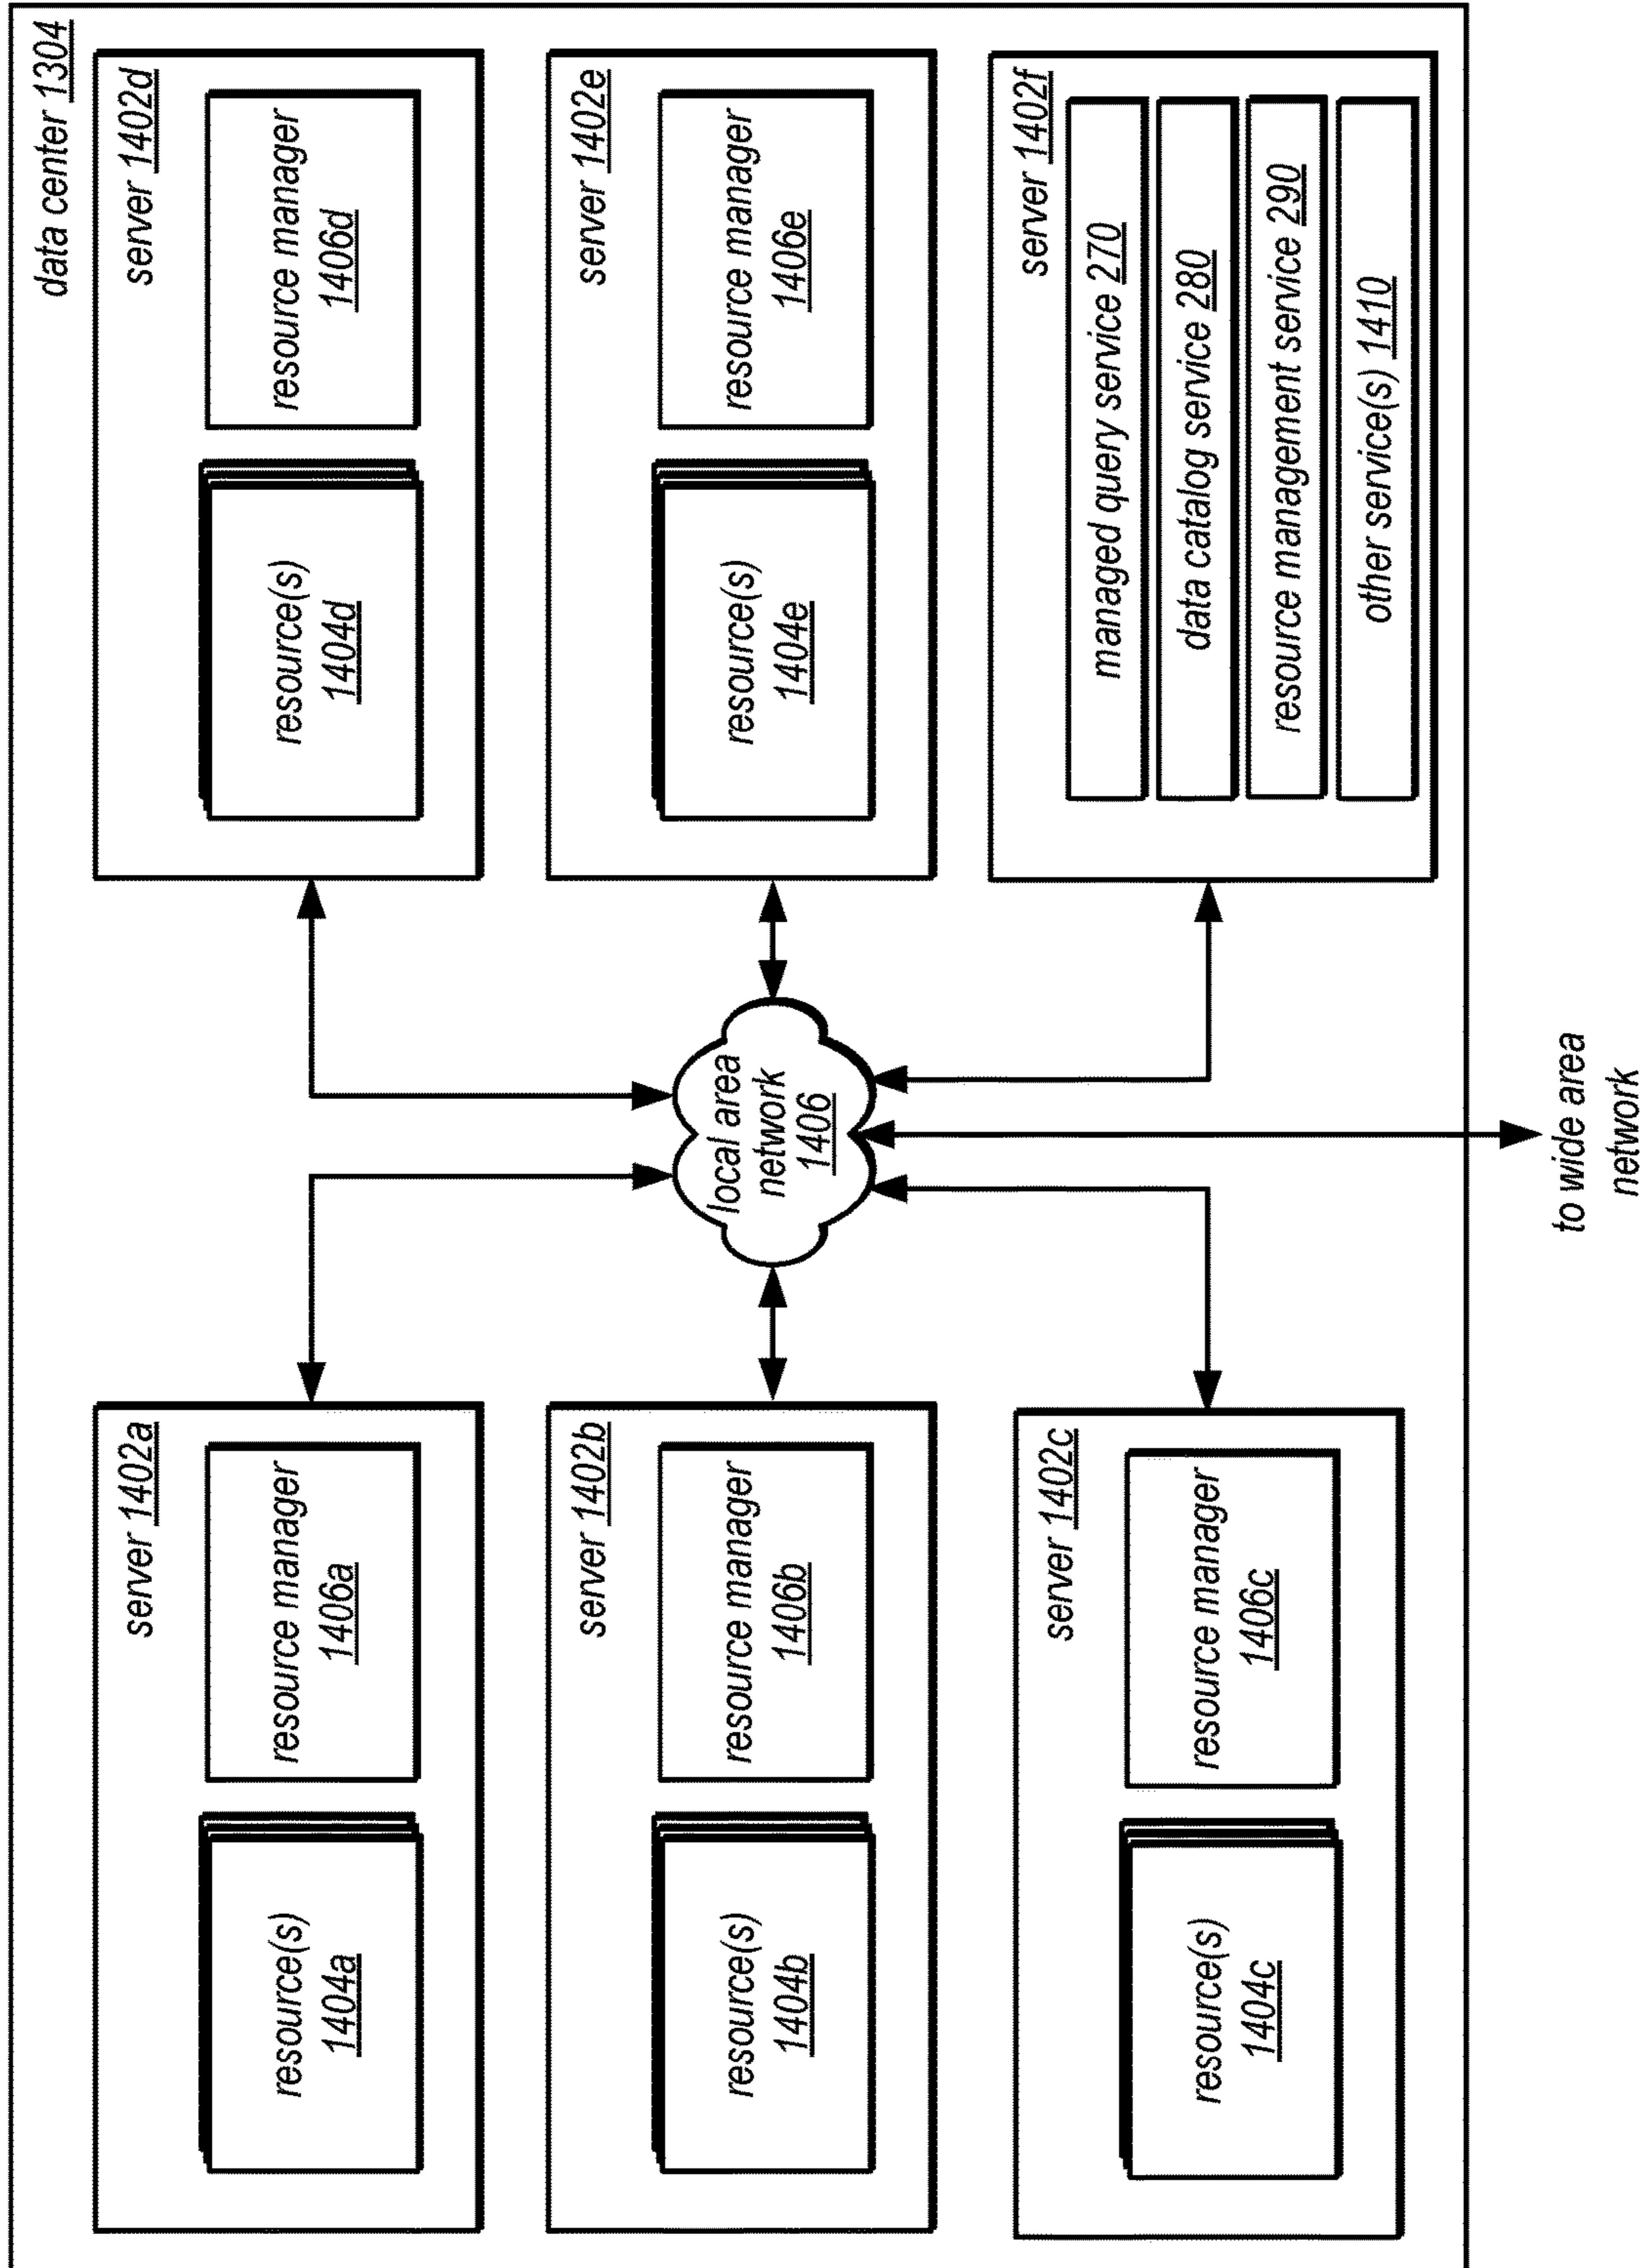 data center 1304
server 1402a
resource(s)
1404a
resource manager
1406a
server 1402b
resource(s)
1404b
resource manager
1406b
server 1402c
resource(s)
1404c
resource manager
1406c
local area
network
1406
server 1402d
resource(s)
1404d
resource manager
1406d
server 1402e
resource(s)
1404e
resource manager
1406e
server 1402f
managed query service 270
data catalog service 280
resource management service 290
other service(s) 1410
to wide area
network